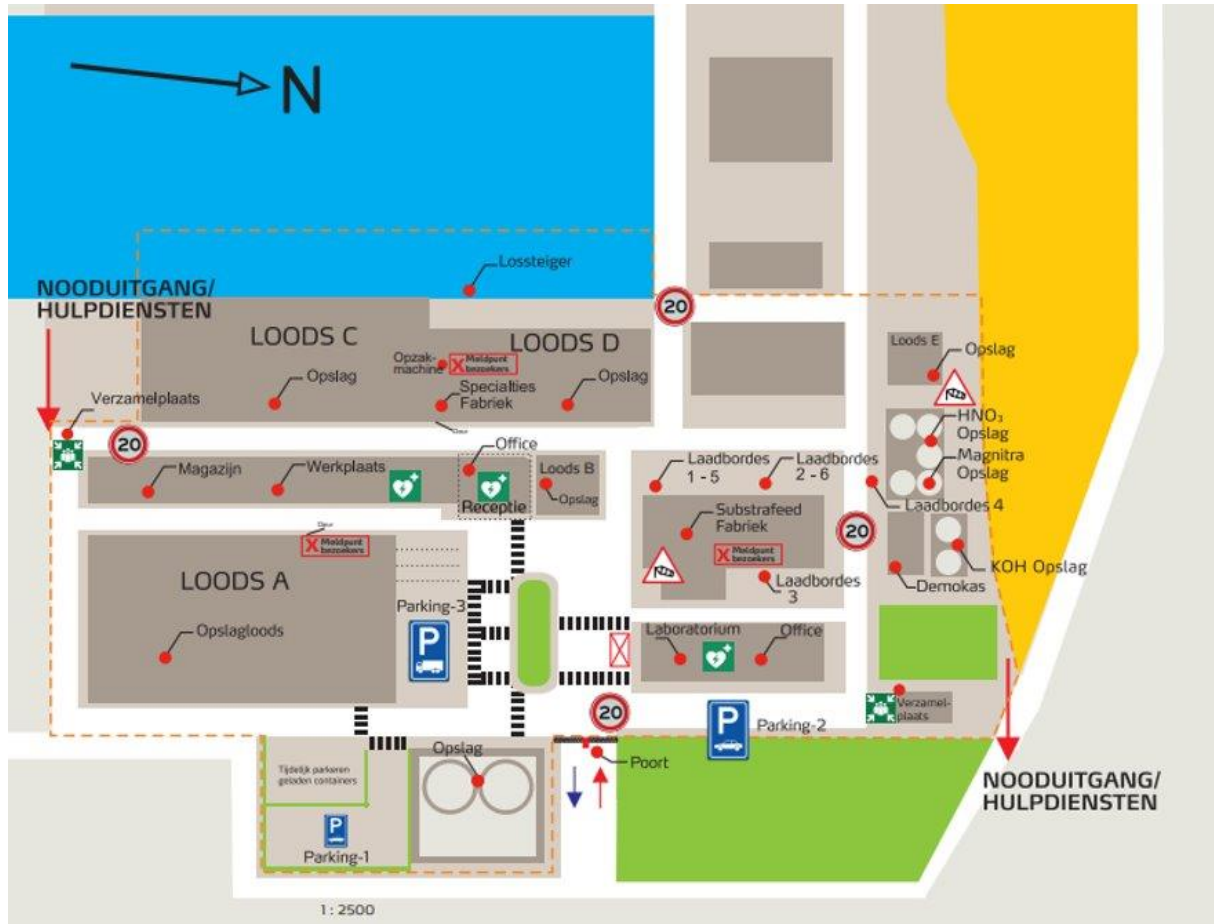 N
NOODUITGANG/
HULPDIENSTEN
Verzamelplaats
20
Lossteiger
LOODS C
LOODS D
Opzak-
machine
X Meldpunt
bezoekers
Opslag
Specialties
Fabriek
Opslag
Deur
20
Loods E
Opslag
HNO₃
Opslag
Magnitra
Opslag
Magazijn
Werkplaats
Office
Receptie
Loods B
Opslag
Laadbordes
1 - 5
Laadbordes
2 - 6
Laadbordes 4
Substrafeed
Fabriek
X Meldpunt
bezoekers
Laadbordes
3
20
KOH Opslag
Demokas
Deur
X Meldpunt
bezoekers
LOODS A
Opslagloods
Parking-3
P
Laboratorium
Office
20
P
Parking-2
Verzamel-
plaats
NOODUITGANG/
HULPDIENSTEN
Tijdelijk parkeren
geladen containers
P
Parking-1
Opslag
Poort
1 : 2500